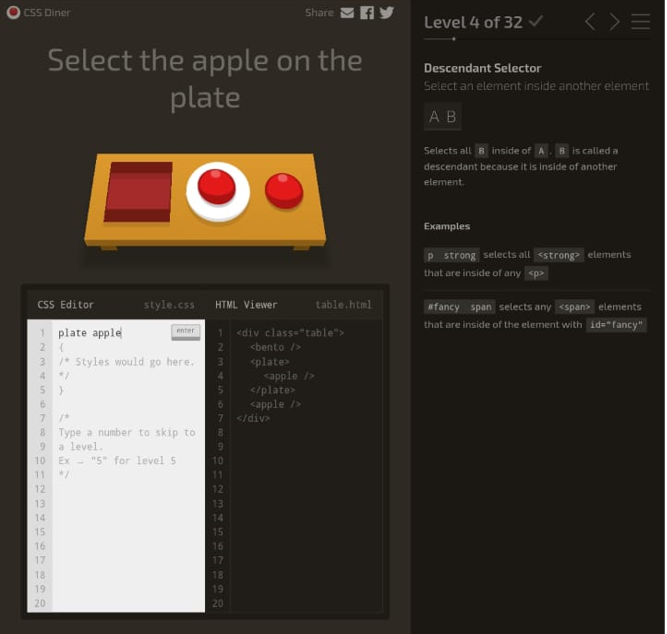 CSS Diner
Share
Select the apple on the
plate
CSS Editor
style.css
HTML Viewer
table.html
1 plate apple
enter
2 {
3 /* Styles would go here.
4 */
5 }
6
7 /*
8 Type a number to skip to
9 a level.
10 Ex → "5" for level 5
11 */
12
13
14
15
16
17
18
19
20
1 <div class="table">
2 <bento />
3 <plate>
4 <apple />
5 </plate>
6 <apple />
7 </div>
8
9
10
11
12
13
14
15
16
17
18
19
20
Level 4 of 32
Descendant Selector
Select an element inside another element
A B
Selects all B inside of A. B is called a
descendant because it is inside of another
element.
Examples
p strong selects all <strong> elements
that are inside of any <p>
#fancy span selects any <span> elements
that are inside of the element with id="fancy"